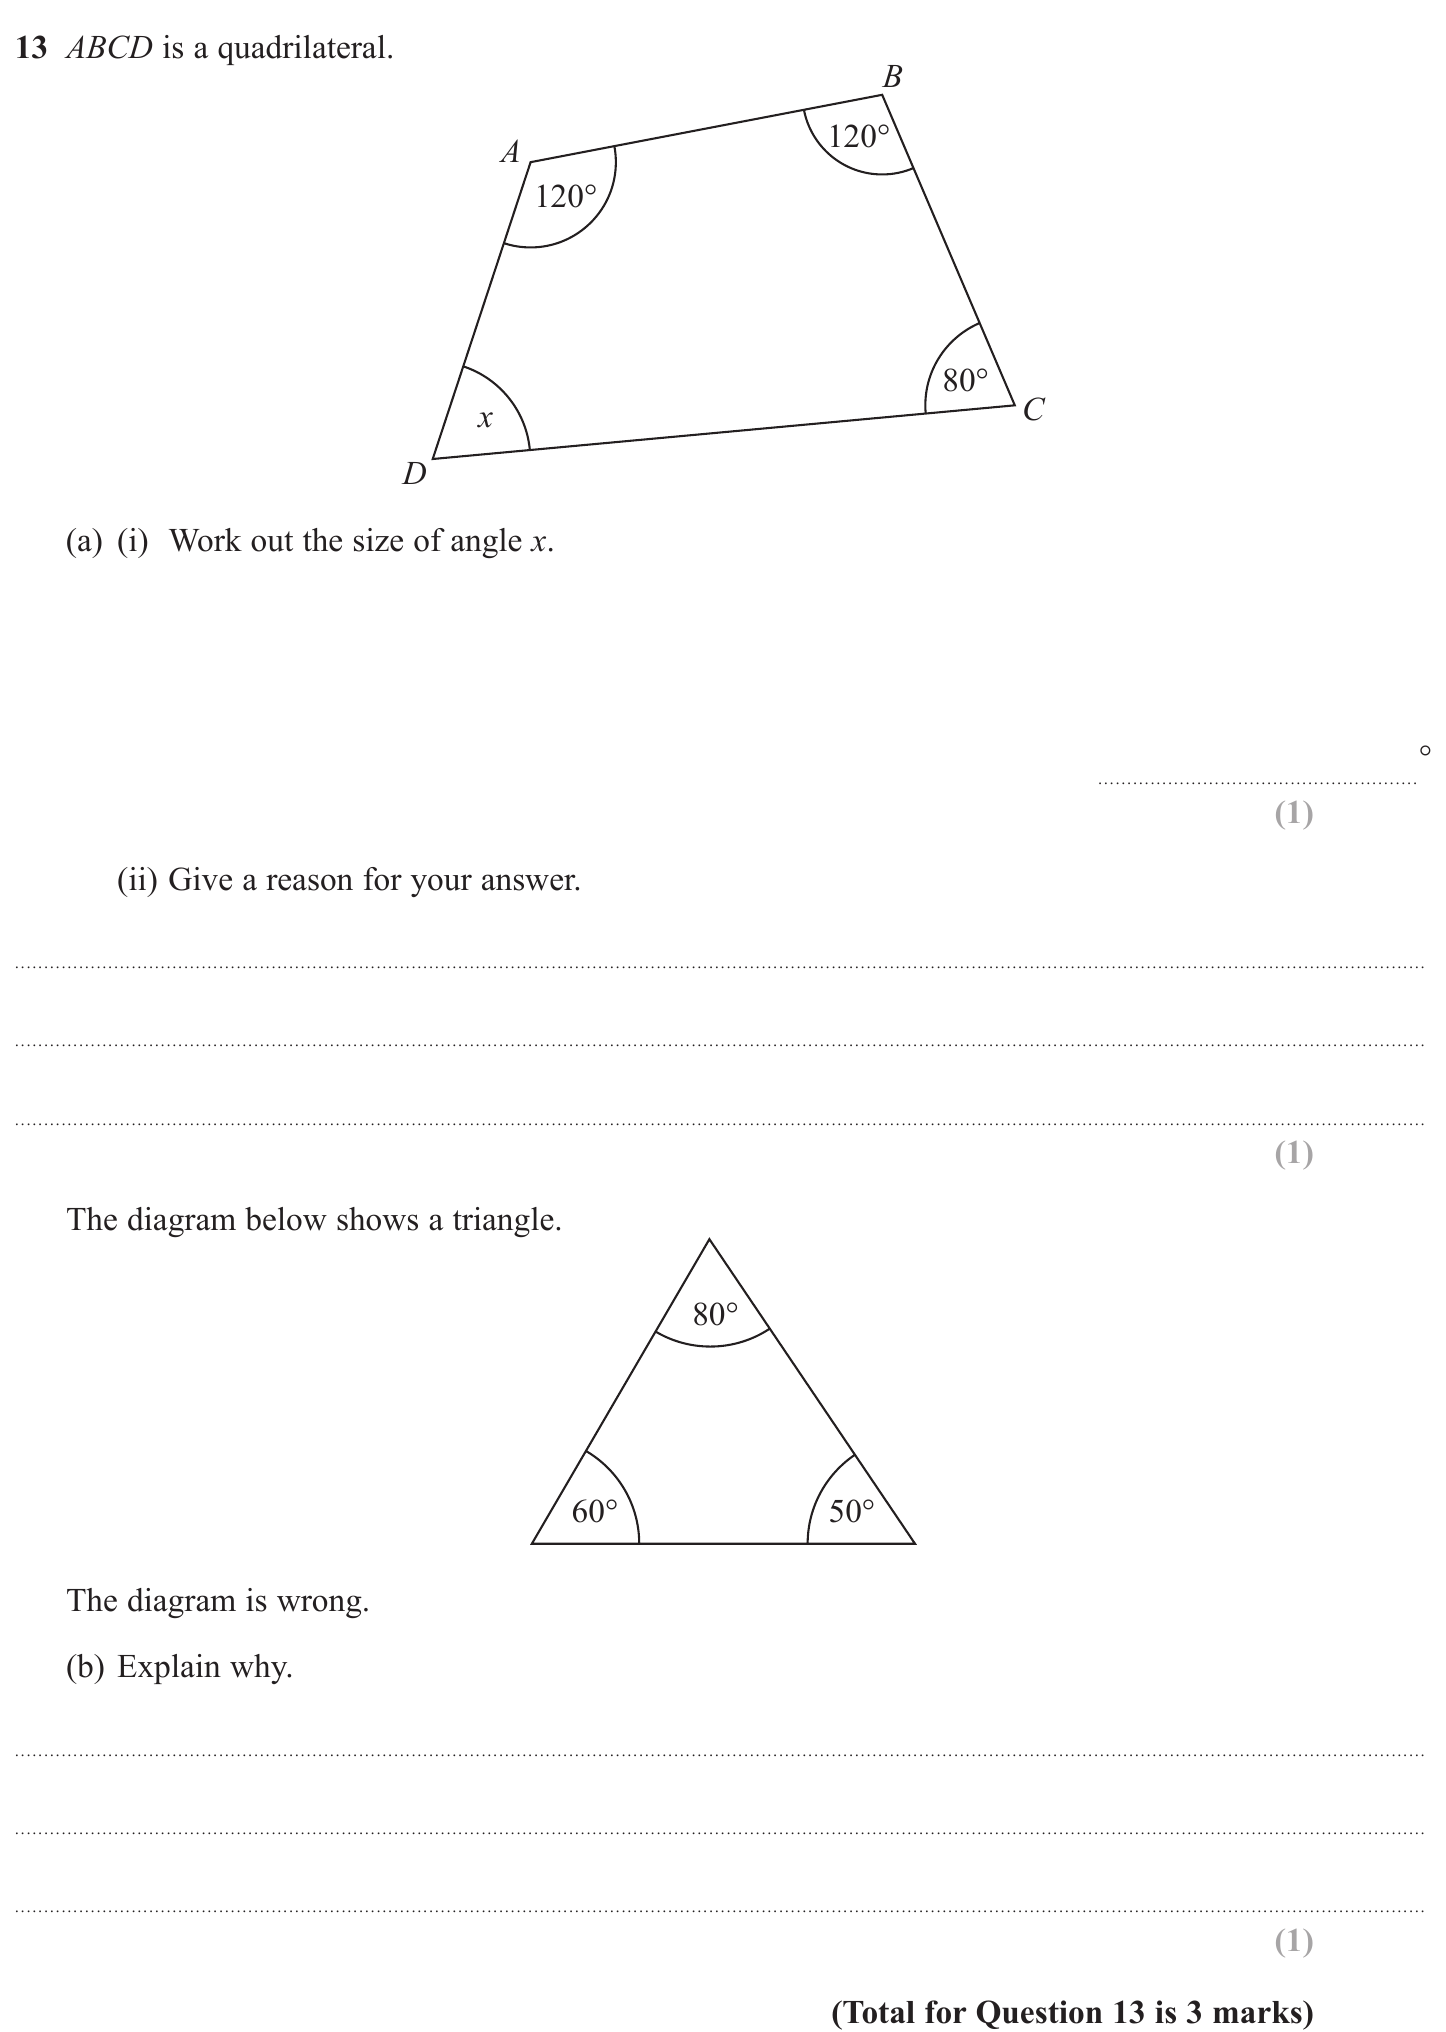 13 ABCD is a quadrilateral.
B
120°
A
120°
80°
x
C
D
(a) (i) Work out the size of angle x.
°
(1)
(ii) Give a reason for your answer.
(1)
The diagram below shows a triangle.
80°
60°
50°
The diagram is wrong.
(b) Explain why.
(1)
(Total for Question 13 is 3 marks)